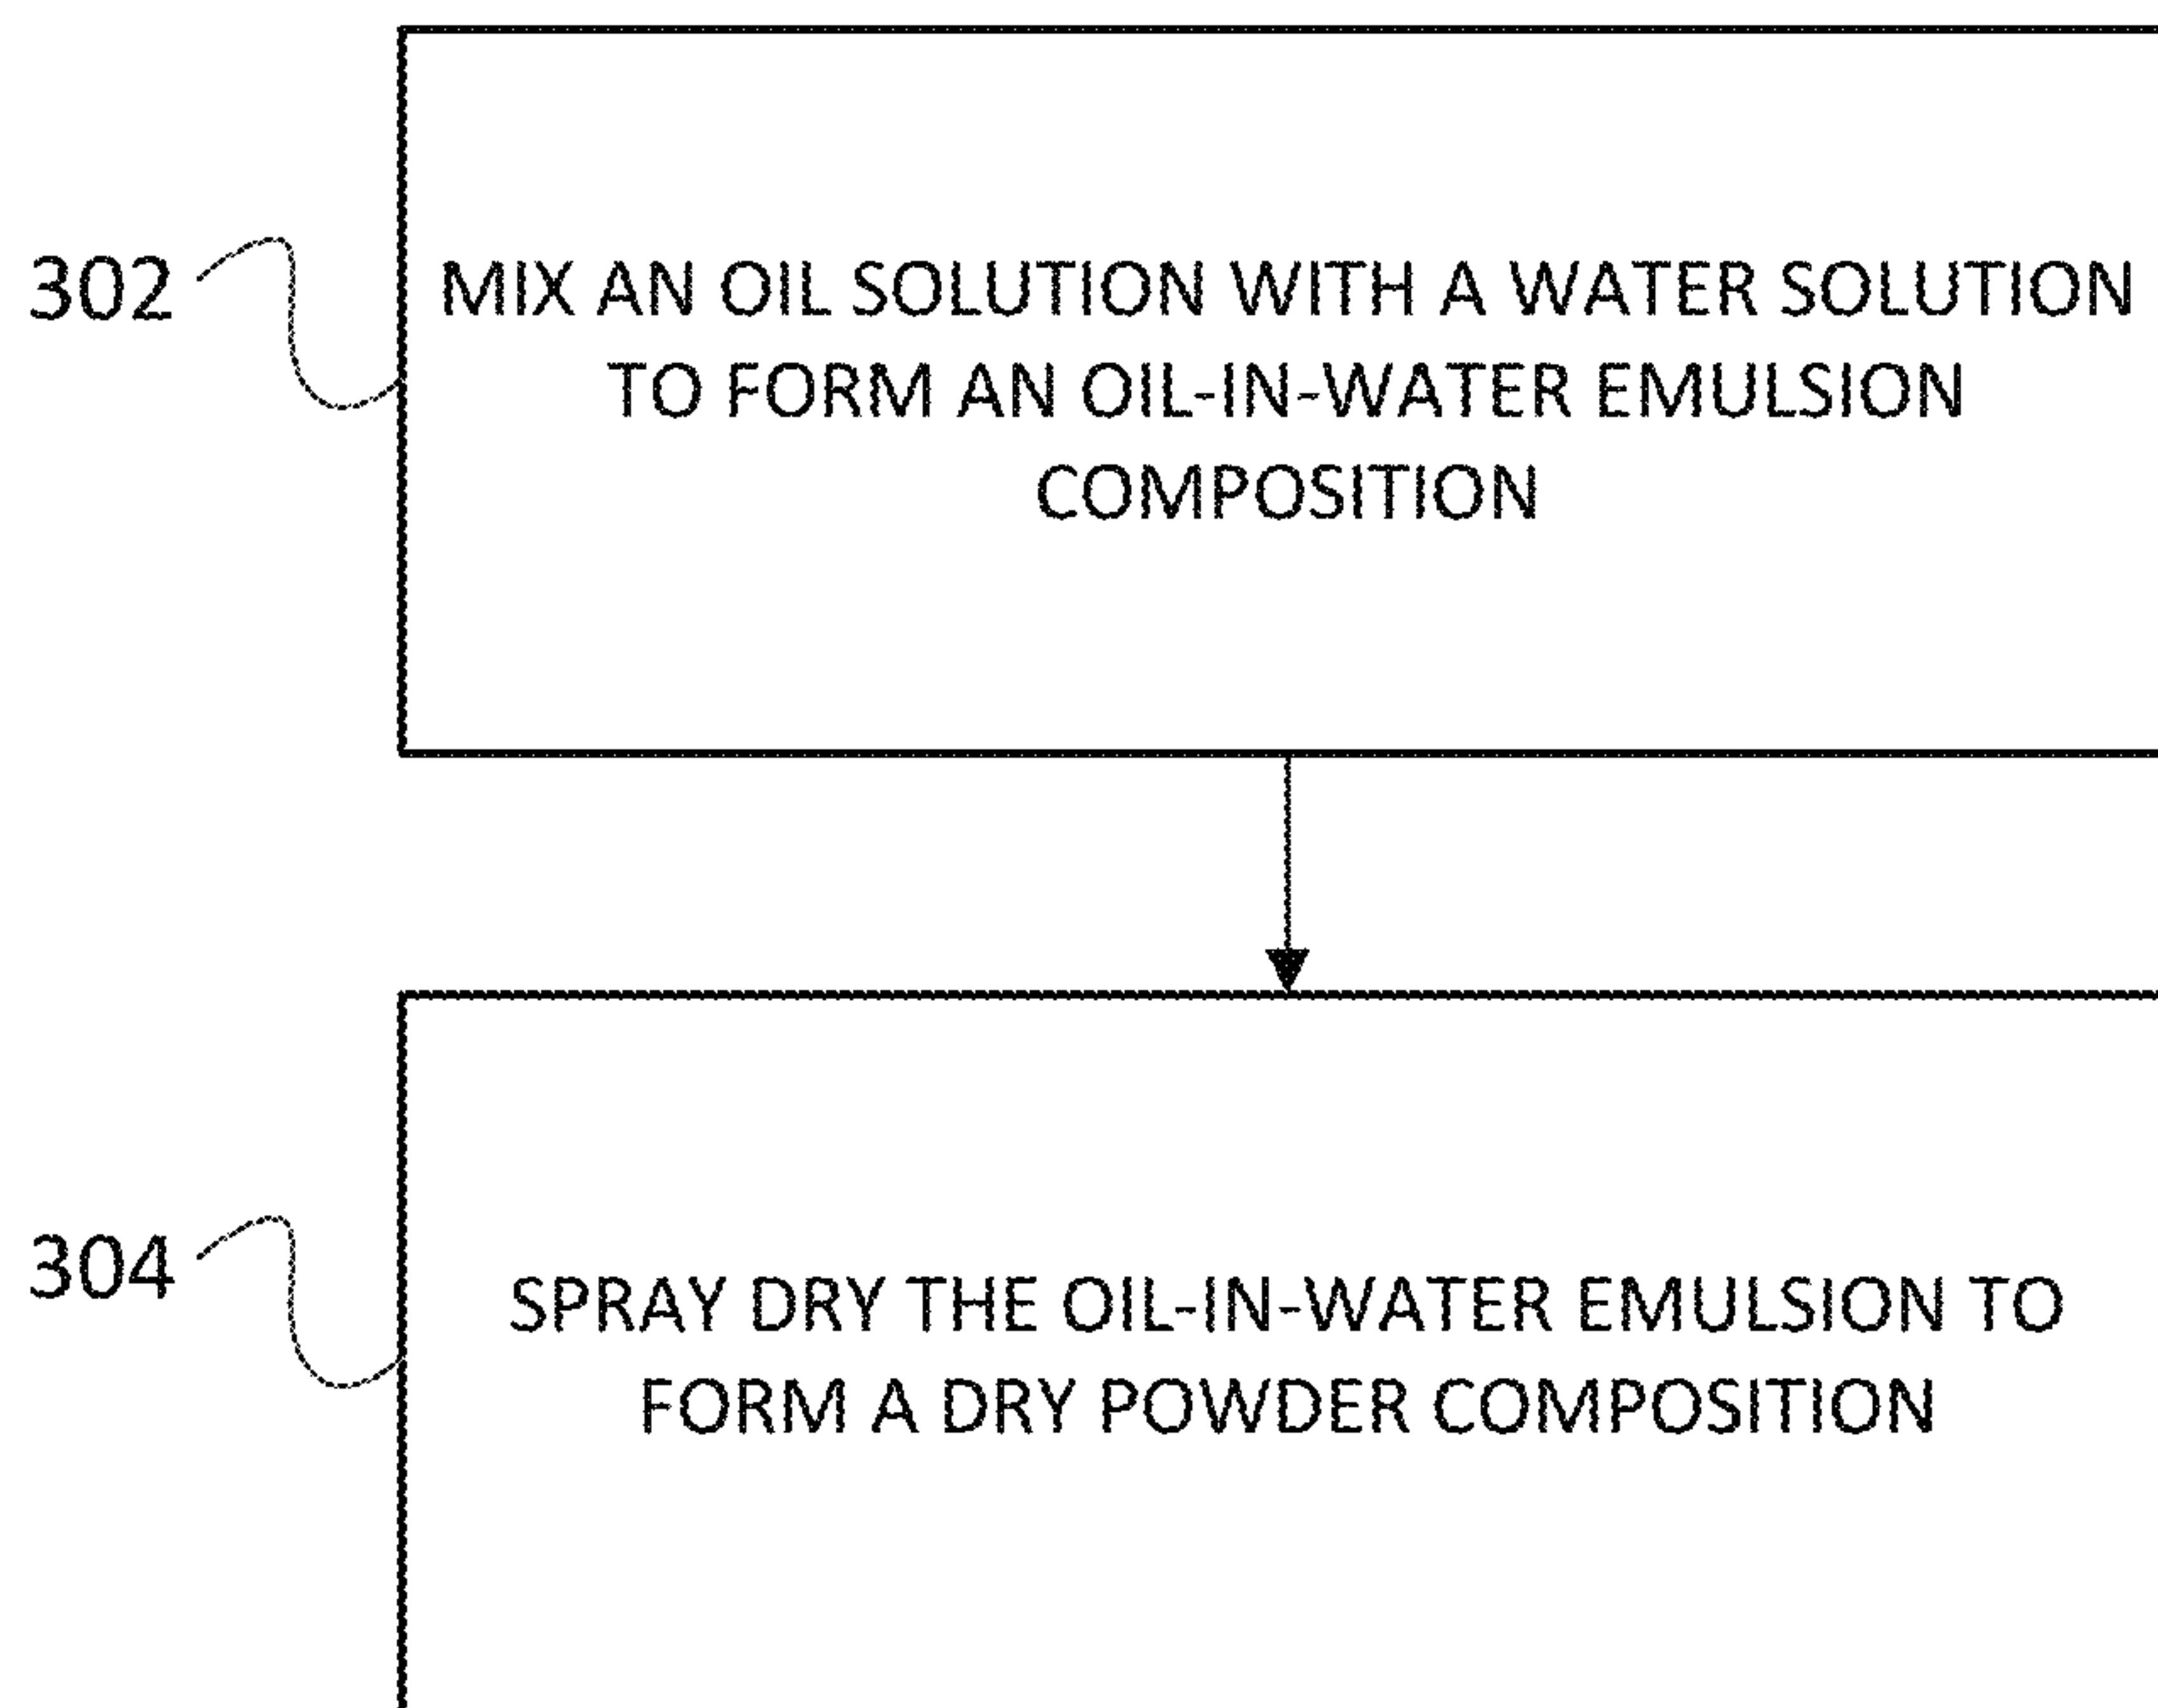 302
MIX AN OIL SOLUTION WITH A WATER SOLUTION
TO FORM AN OIL-IN-WATER EMULSION
COMPOSITION
304
SPRAY DRY THE OIL-IN-WATER EMULSION TO
FORM A DRY POWDER COMPOSITION